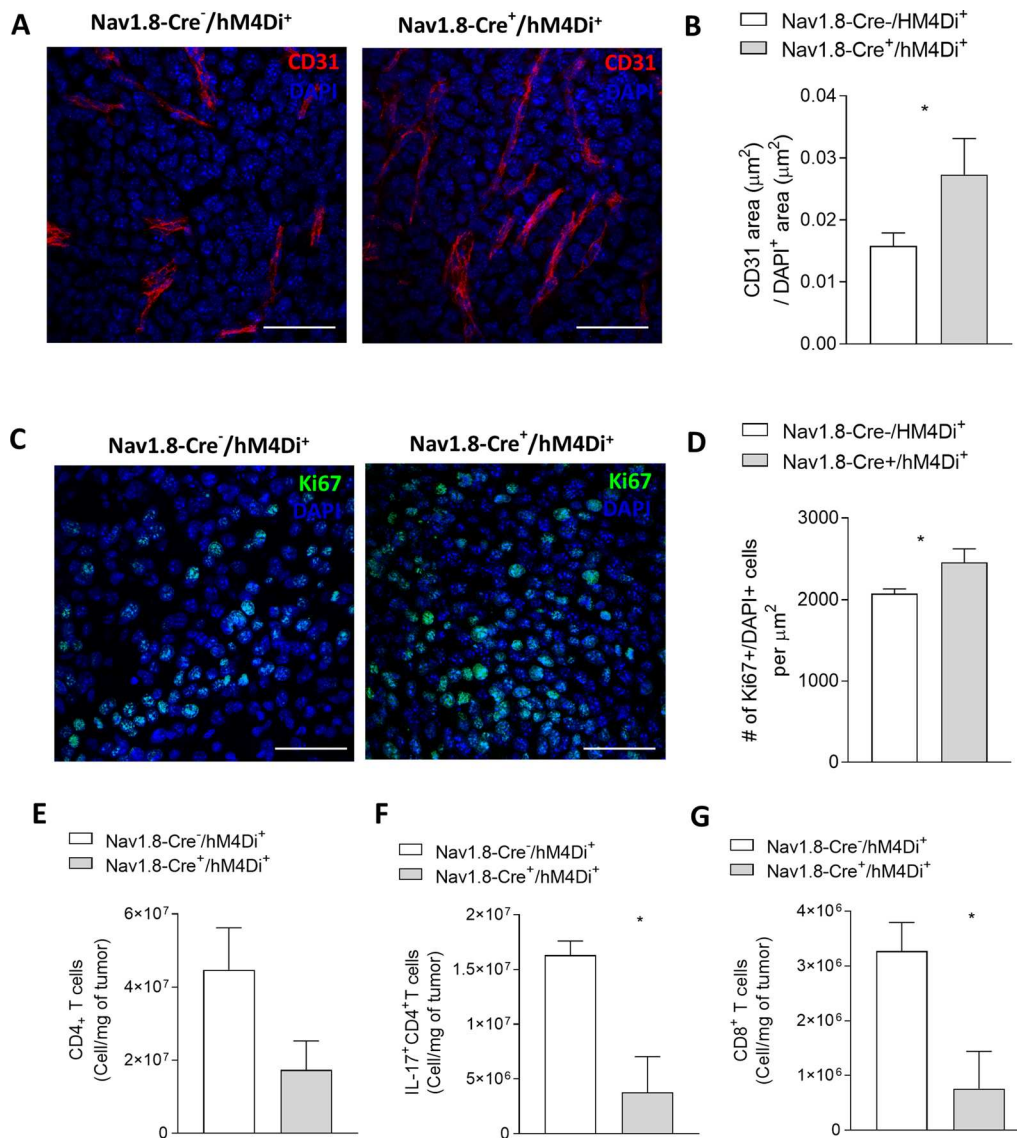 A
Nav1.8-Cre⁻/hM4Di⁺
Nav1.8-Cre⁺/hM4Di⁺
CD31
DAPI
CD31
DAPI
B
Nav1.8-Cre-/HM4Di⁺
Nav1.8-Cre⁺/hM4Di⁺
CD31 area (μm²)
/ DAPI⁺ area (μm²)
0.04
0.03
0.02
0.01
0.00
*
C
Nav1.8-Cre⁻/hM4Di⁺
Nav1.8-Cre⁺/hM4Di⁺
Ki67
DAPI
Ki67
DAPI
D
Nav1.8-Cre-/HM4Di⁺
Nav1.8-Cre+/hM4Di⁺
# of Ki67+/DAPI+ cells
per μm²
3000
2000
1000
0
*
E
Nav1.8-Cre⁻/hM4Di⁺
Nav1.8-Cre⁺/hM4Di⁺
CD4₊ T cells
(Cell/mg of tumor)
6×10⁷
4×10⁷
2×10⁷
0
F
Nav1.8-Cre⁻/hM4Di⁺
Nav1.8-Cre⁺/hM4Di⁺
IL-17⁺CD4⁺T cells
(Cell/mg of tumor)
2×10⁷
1.5×10⁷
1×10⁷
5×10⁶
0
*
G
Nav1.8-Cre⁻/hM4Di⁺
Nav1.8-Cre⁺/hM4Di⁺
CD8⁺ T cells
(Cell/mg of tumor)
4×10⁶
3×10⁶
2×10⁶
1×10⁶
0
*